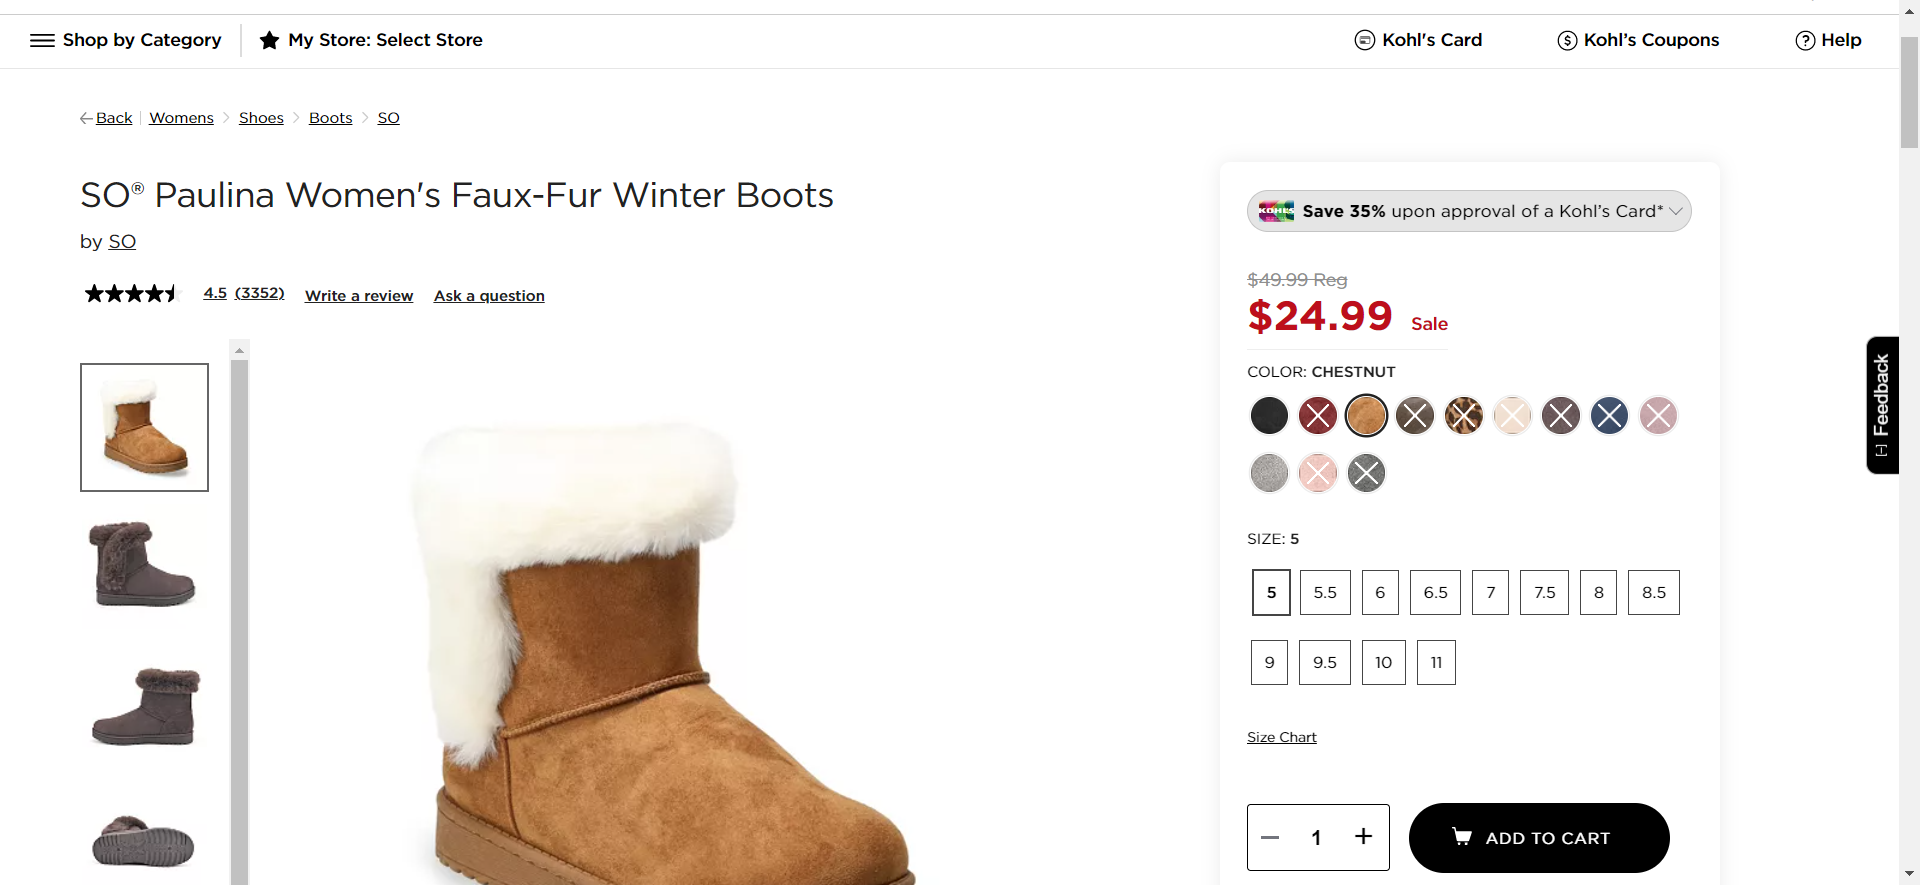 Shop by Category
My Store: Select Store
Kohl's Card
Kohl's Coupons
Help
Back
Womens
Shoes
Boots
SO
SO® Paulina Women's Faux-Fur Winter Boots
by SO
4.5 (3352)
Write a review
Ask a question
KOHL'S
Save 35% upon approval of a Kohl's Card*
$49.99 Reg
$24.99 Sale
COLOR: CHESTNUT
SIZE: 5
5 5.5 6 6.5 7 7.5 8 8.5
9 9.5 10 11
Size Chart
1
ADD TO CART
[-] Feedback